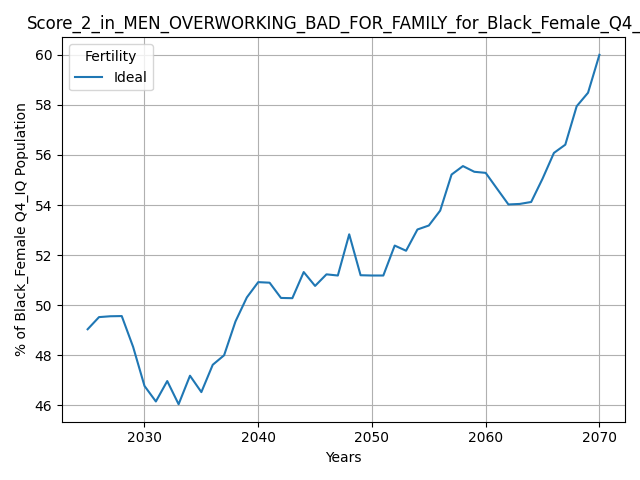 Score_2_in_MEN_OVERWORKING_BAD_FOR_FAMILY_for_Black_Female_Q4_
Fertility
Ideal
% of Black_Female Q4_IQ Population
60
58
56
54
52
50
48
46
2030 2040 2050 2060 2070
Years